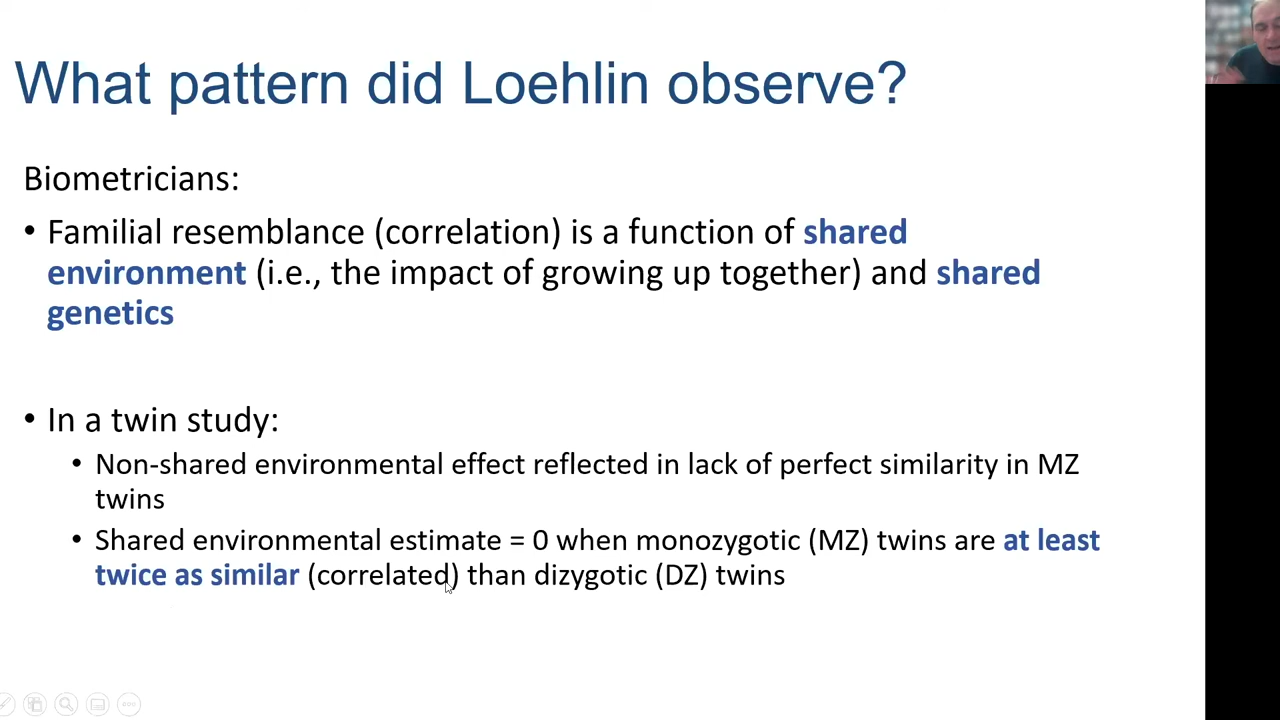 What pattern did Loehlin observe?
Biometricians:
• Familial resemblance (correlation) is a function of shared
environment (i.e., the impact of growing up together) and shared
genetics
• In a twin study:
• Non-shared environmental effect reflected in lack of perfect similarity in MZ
twins
• Shared environmental estimate = 0 when monozygotic (MZ) twins are at least
twice as similar (correlated) than dizygotic (DZ) twins